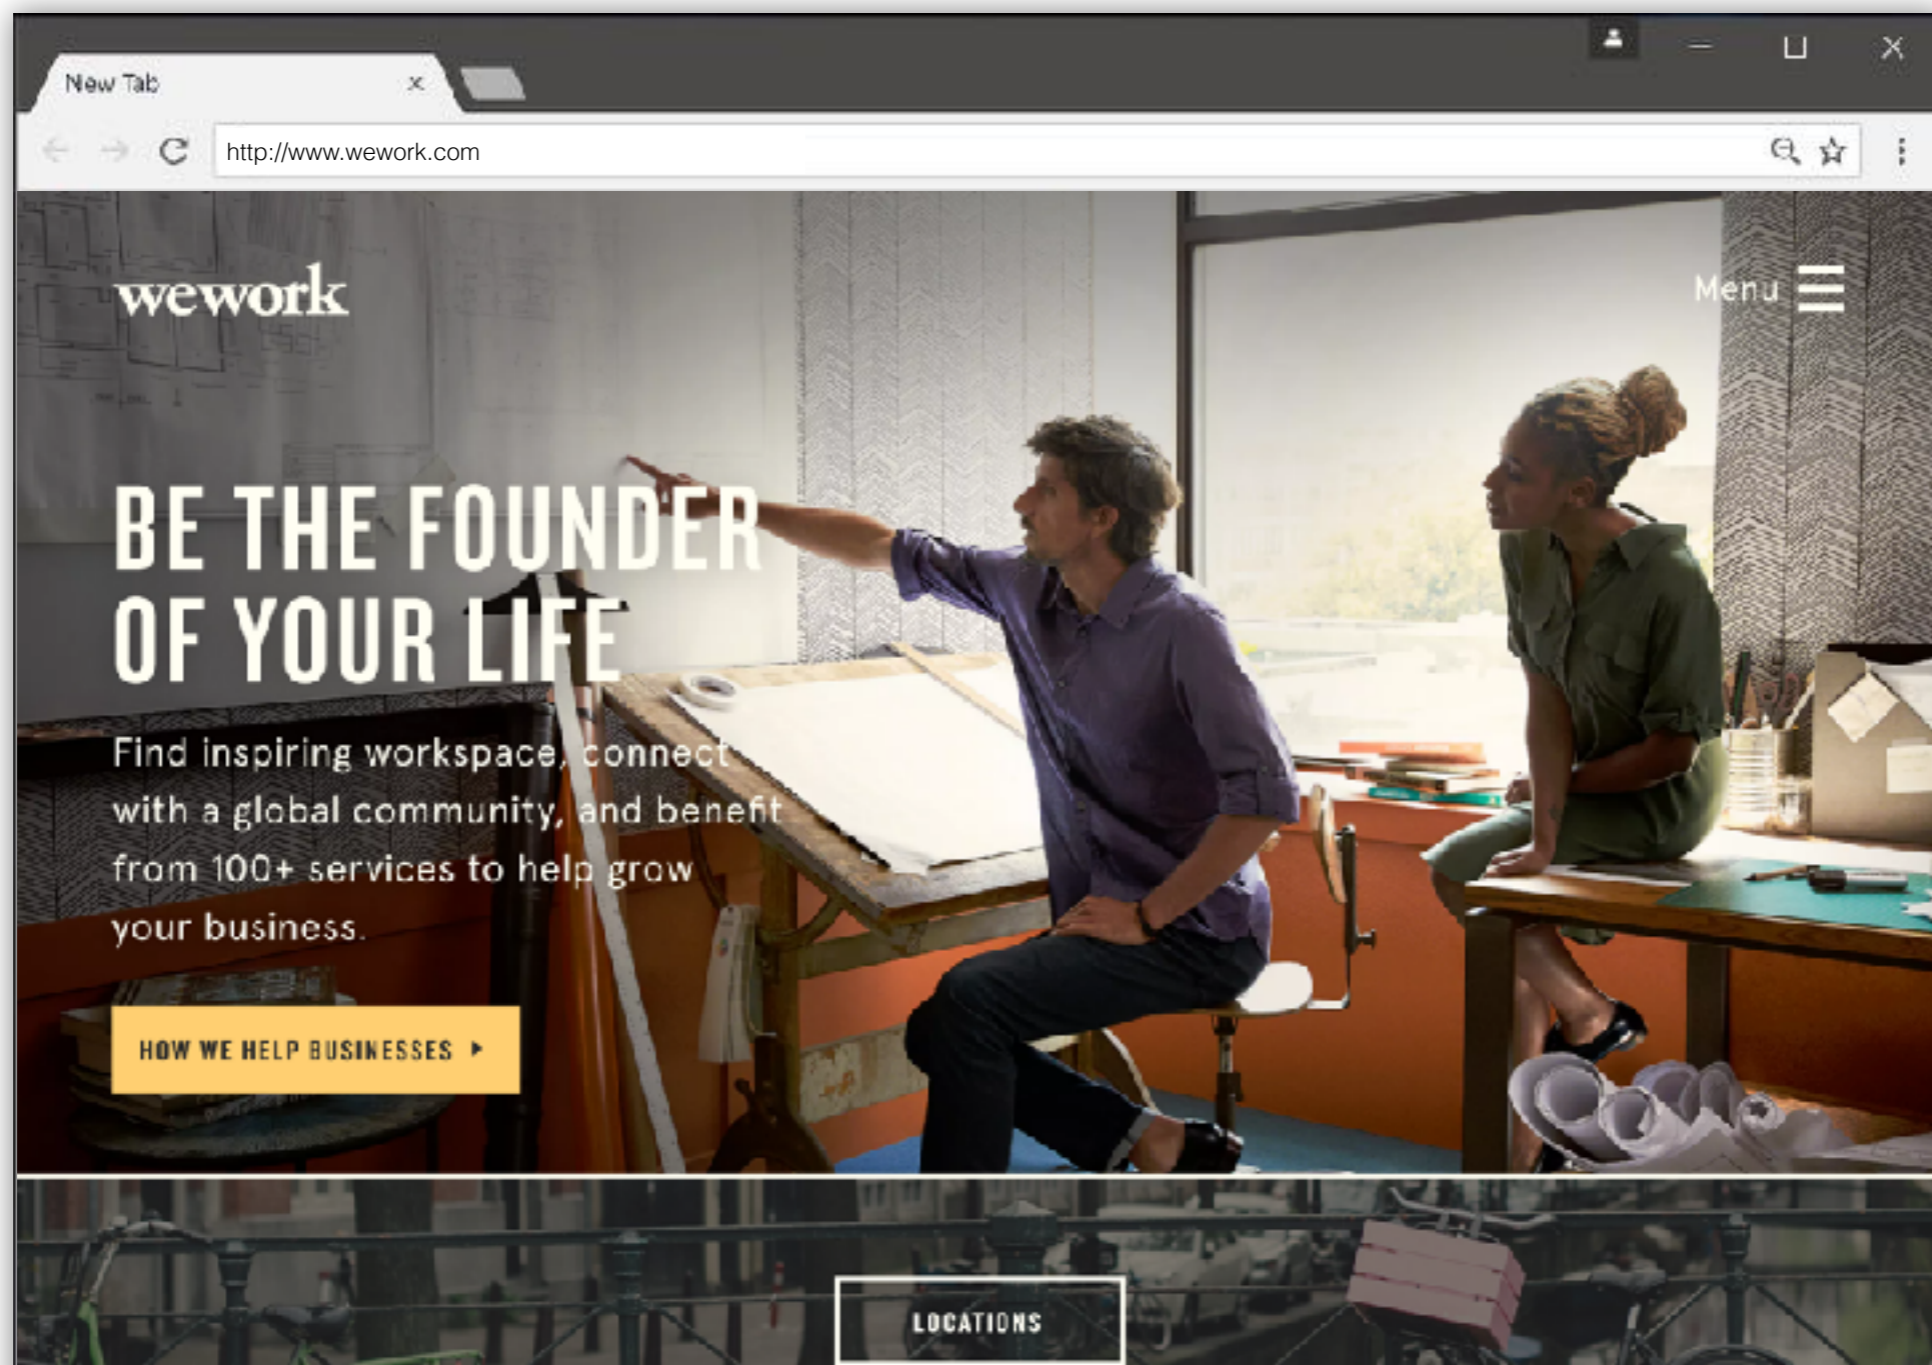 New Tab
http://www.wework.com
wework
Menu
BE THE FOUNDER
OF YOUR LIFE
Find inspiring workspace, connect
with a global community, and benefit
from 100+ services to help grow
your business.
HOW WE HELP BUSINESSES
LOCATIONS